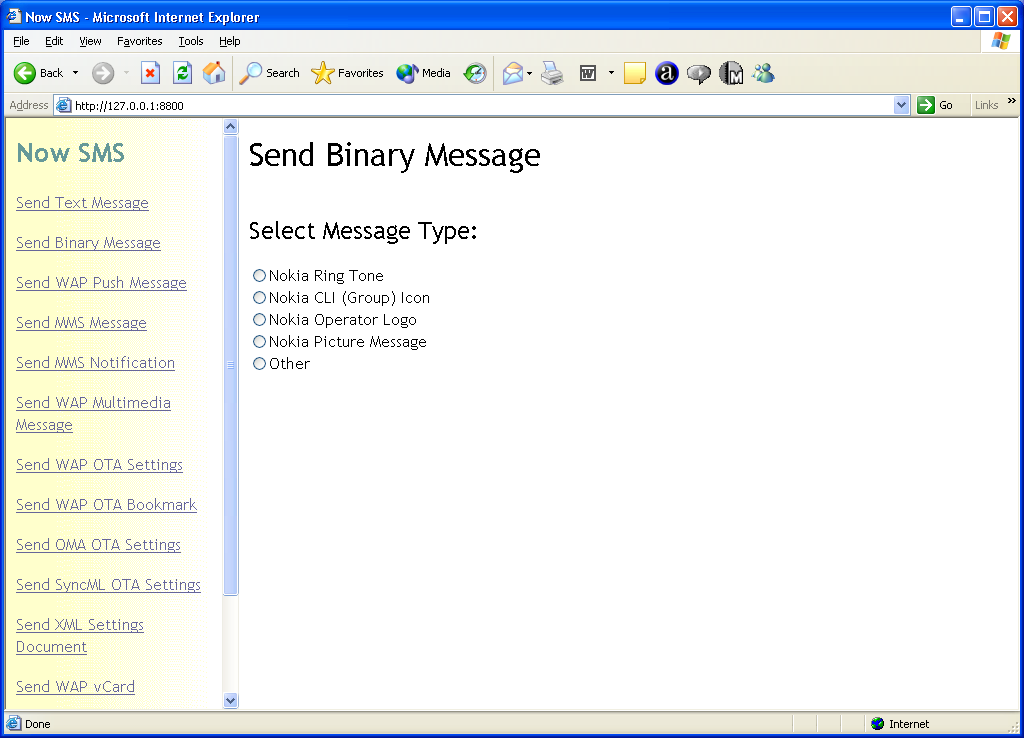 Now SMS - Microsoft Internet Explorer
File Edit View Favorites Tools Help
Back Search Favorites Media
Address http://127.0.0.1:8800 Go Links »
Now SMS
Send Text Message
Send Binary Message
Send WAP Push Message
Send MMS Message
Send MMS Notification
Send WAP Multimedia
Message
Send WAP OTA Settings
Send WAP OTA Bookmark
Send OMA OTA Settings
Send SyncML OTA Settings
Send XML Settings
Document
Send WAP vCard
Send Binary Message
Select Message Type:
Nokia Ring Tone
Nokia CLI (Group) Icon
Nokia Operator Logo
Nokia Picture Message
Other
Done Internet